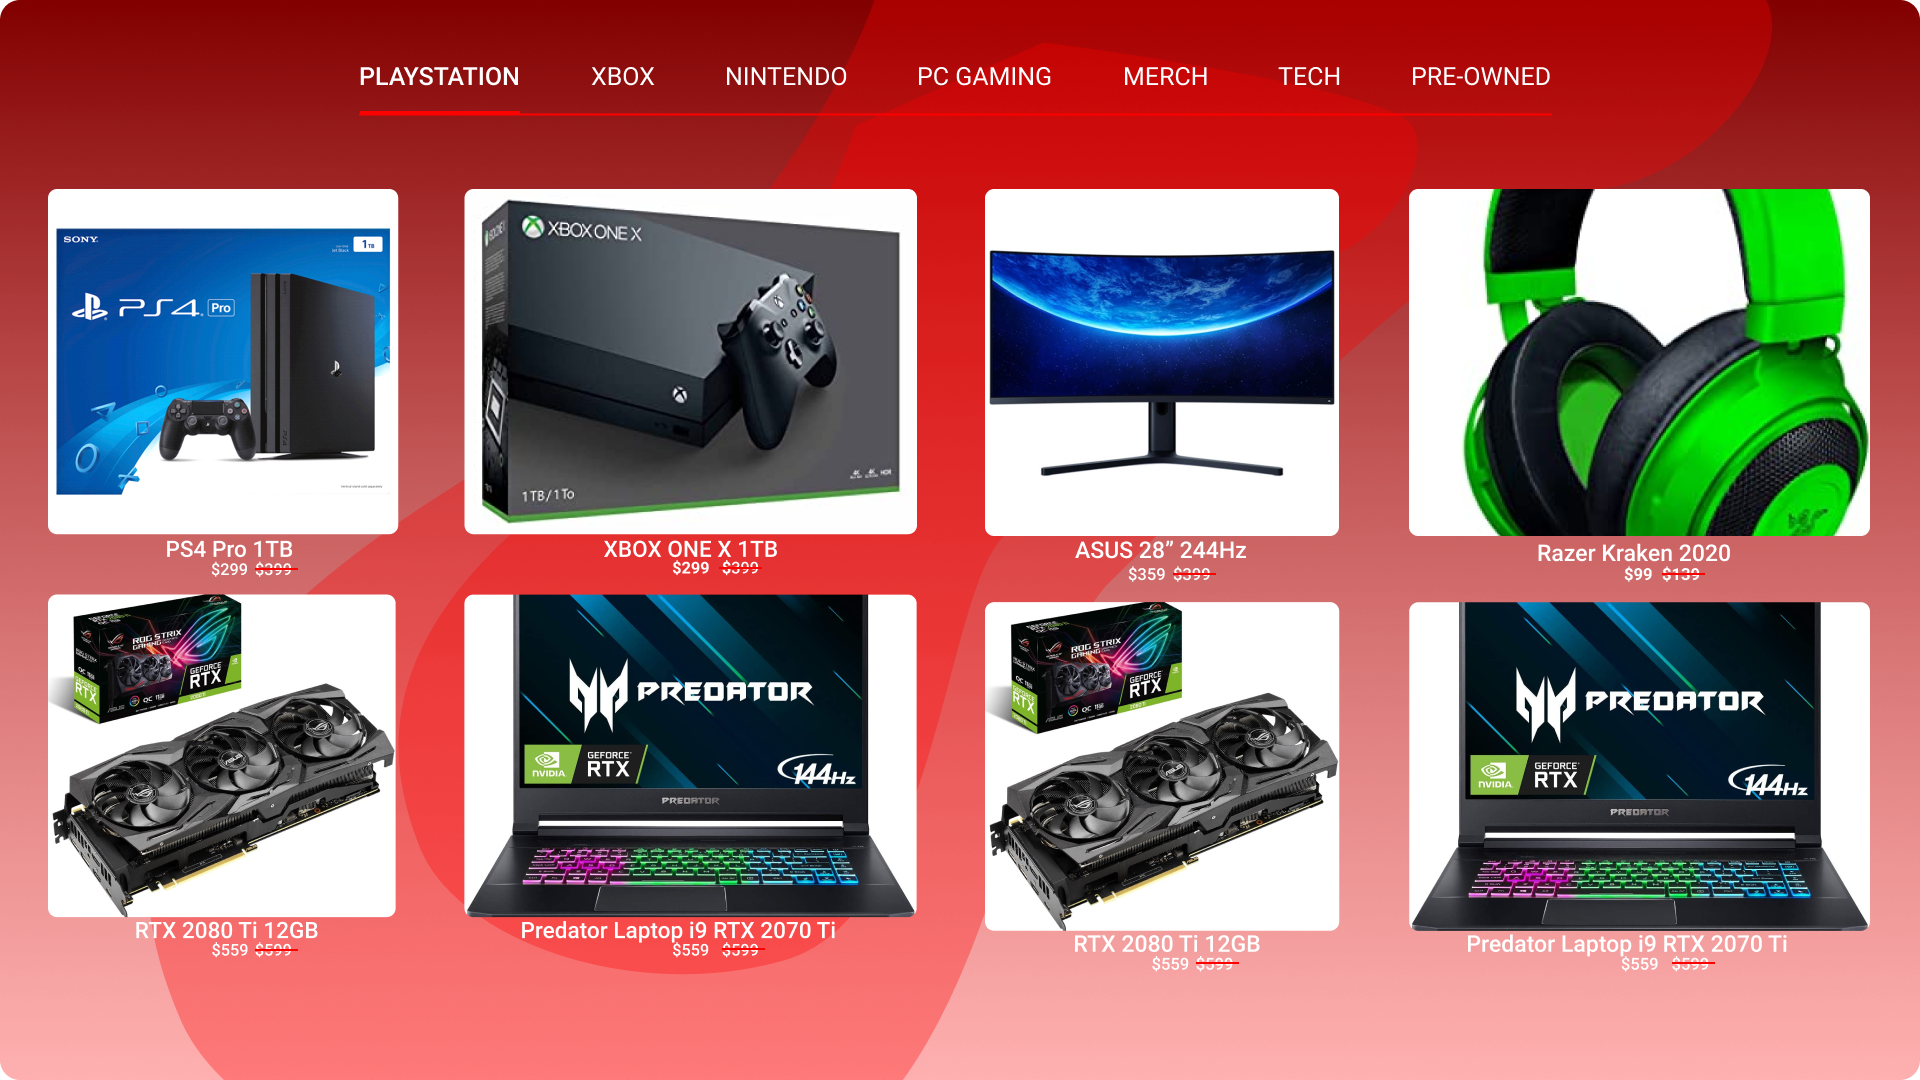 PLAYSTATION XBOX NINTENDO PC GAMING MERCH TECH PRE-OWNED
SONY
1TB
PS4 Pro
XBOX ONE X
1TB/1To
PS4 Pro 1TB
$299 $399
XBOX ONE X 1TB
$299 $399
ASUS 28” 244Hz
$359 $399
Razer Kraken 2020
$99 $139
ROG STRIX
GAMING
GEFORCE
RTX
GEFORCE
RTX
PREDATOR
NVIDIA
GEFORCE
RTX
144Hz
PREDATOR
ROG STRIX
GAMING
GEFORCE
RTX
GEFORCE
RTX
PREDATOR
NVIDIA
GEFORCE
RTX
144Hz
PREDATOR
RTX 2080 Ti 12GB
$559 $599
Predator Laptop i9 RTX 2070 Ti
$559 $599
RTX 2080 Ti 12GB
$559 $599
Predator Laptop i9 RTX 2070 Ti
$559 $599